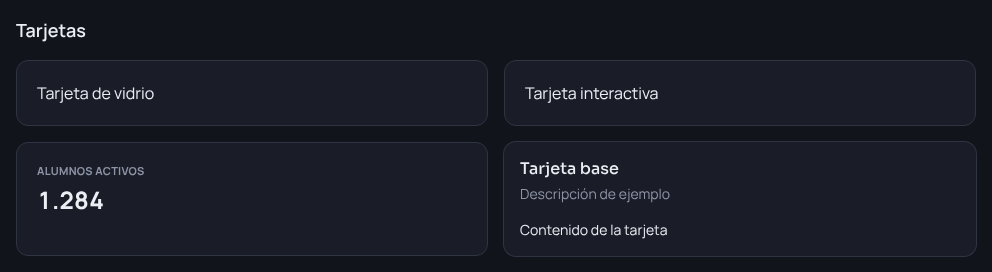 Tarjetas
Tarjeta de vidrio
Tarjeta interactiva
ALUMNOS ACTIVOS
1.284
Tarjeta base
Descripción de ejemplo
Contenido de la tarjeta